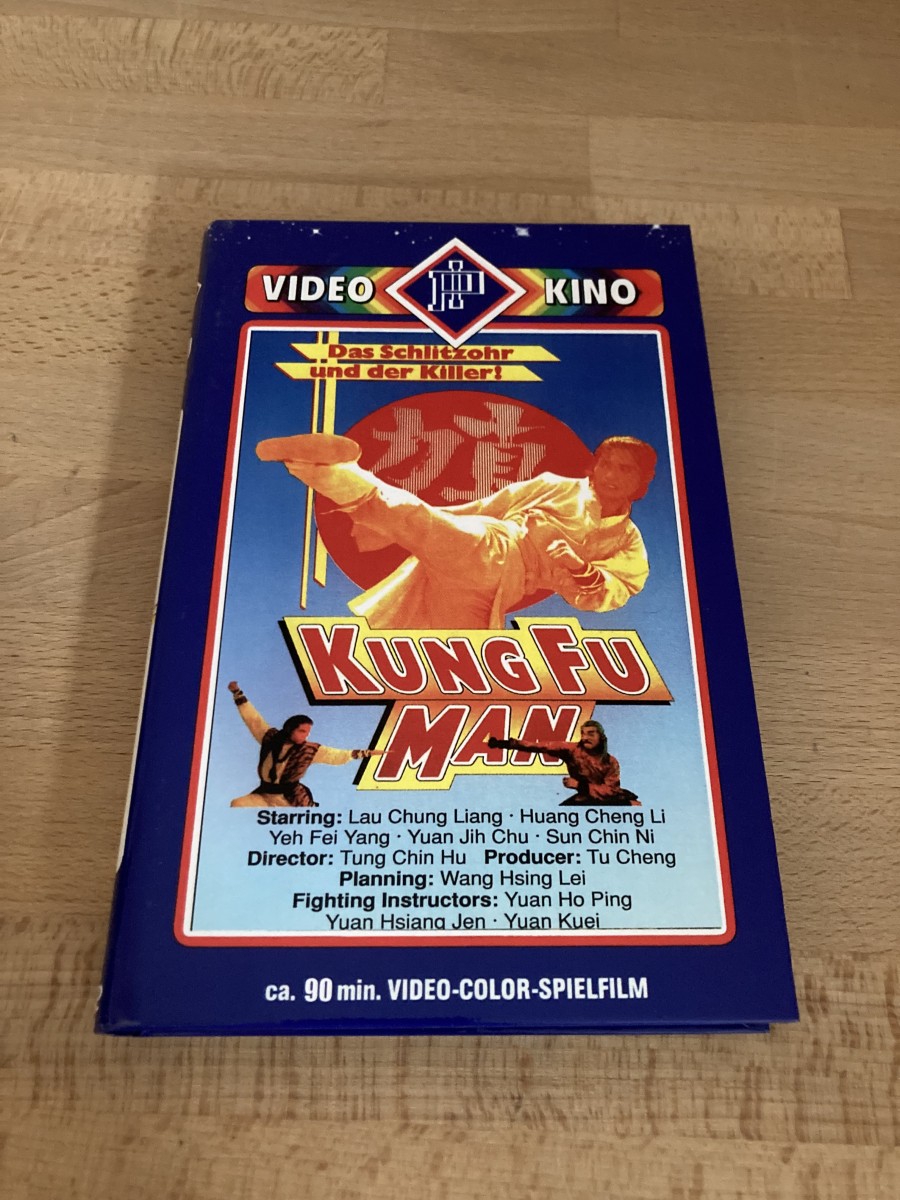 VIDEO KINO
Das Schlitzohr
und der Killer!
KUNG FU
MAN
Starring: Lau Chung Liang · Huang Cheng Li
Yeh Fei Yang · Yuan Jih Chu · Sun Chin Ni
Director: Tung Chin Hu Producer: Tu Cheng
Planning: Wang Hsing Lei
Fighting Instructors: Yuan Ho Ping
Yuan Hsiang Jen · Yuan Kuei
ca. 90 min. VIDEO-COLOR-SPIELFILM